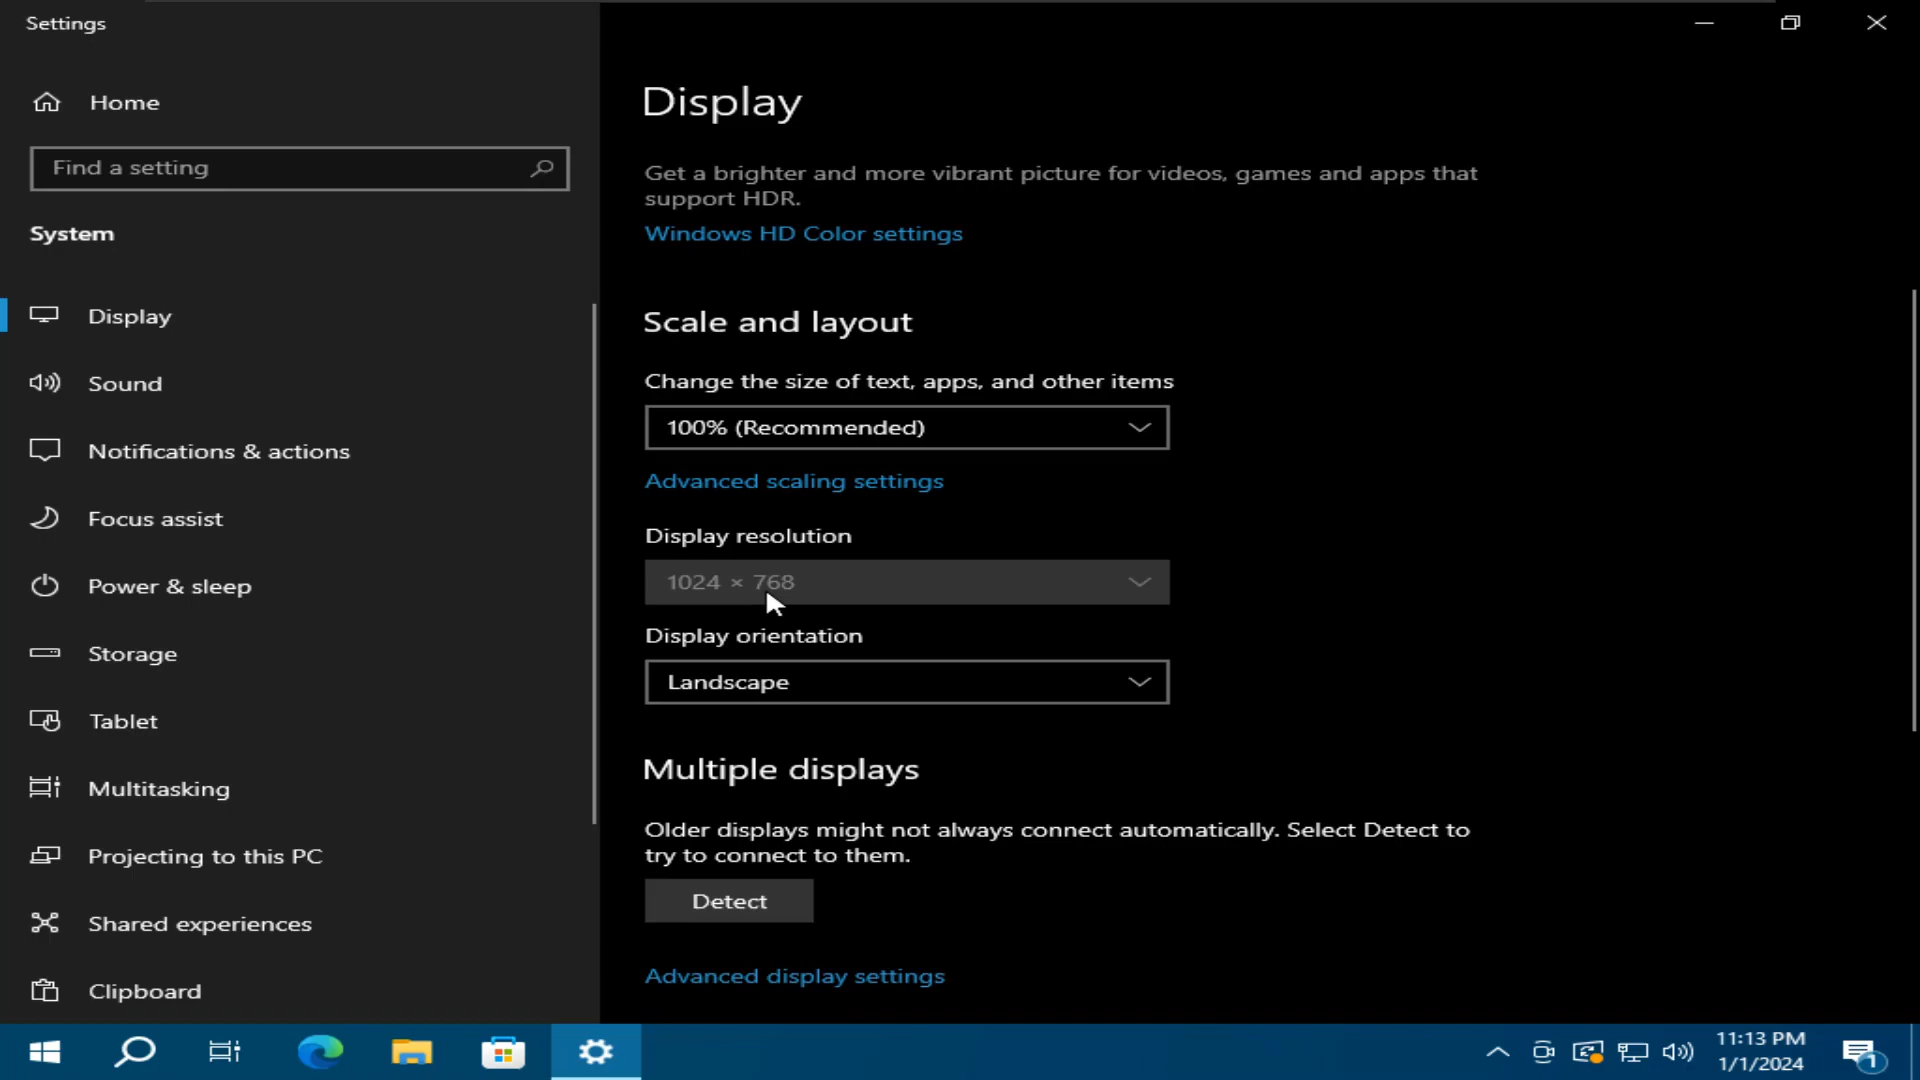 Settings
Home
Find a setting
System
Display
Sound
Notifications & actions
Focus assist
Power & sleep
Storage
Tablet
Multitasking
Projecting to this PC
Shared experiences
Clipboard
Display
Get a brighter and more vibrant picture for videos, games and apps that
support HDR.
Windows HD Color settings
Scale and layout
Change the size of text, apps, and other items
100% (Recommended)
Advanced scaling settings
Display resolution
1024 × 768
Display orientation
Landscape
Multiple displays
Older displays might not always connect automatically. Select Detect to
try to connect to them.
Detect
Advanced display settings
11:13 PM
1/1/2024
1